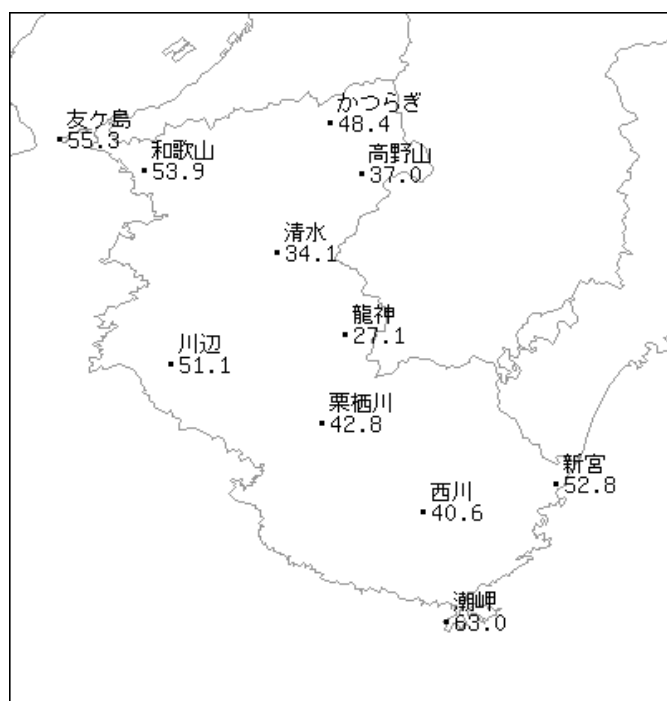 かつらぎ
48.4
友ケ島
55.3
和歌山
53.9
高野山
37.0
清水
34.1
龍神
27.1
川辺
51.1
栗栖川
42.8
新宮
52.8
西川
40.6
潮岬
63.0